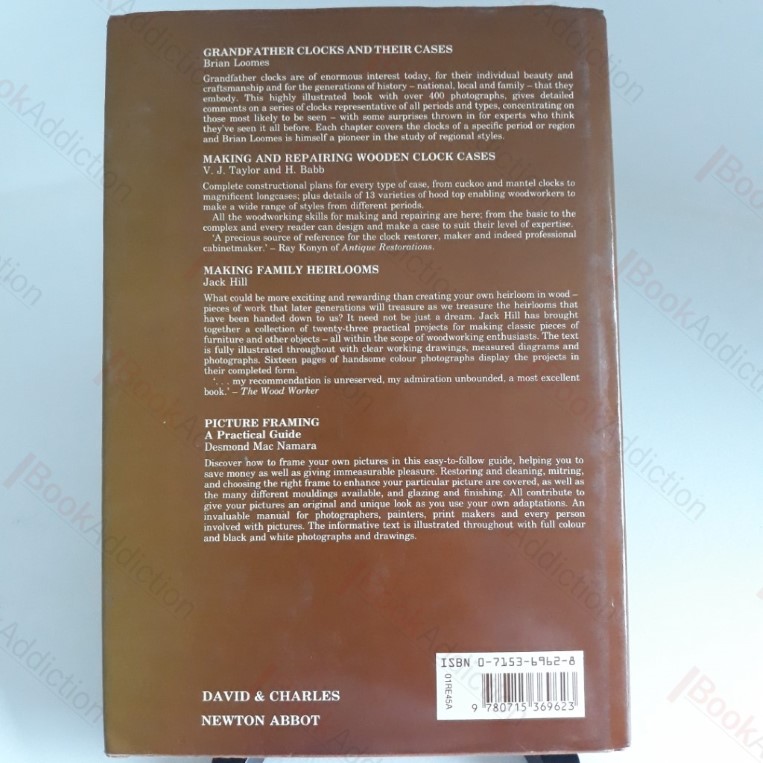 GRANDFATHER CLOCKS AND THEIR CASES
Brian Loomes
Grandfather clocks are of enormous interest today, for their individual beauty and
craftsmanship and for the generations of history – national, local and family – that they
embody. This highly illustrated book with over 400 photographs, gives detailed
comments on a series of clocks representative of all periods and types, concentrating on
those most likely to be seen – with some surprises thrown in for experts who think
they've seen it all before. Each chapter covers the clocks of a specific period or region
and Brian Loomes is himself a pioneer in the study of regional styles.
MAKING AND REPAIRING WOODEN CLOCK CASES
V. J. Taylor and H. Babb
Complete constructional plans for every type of case, from cuckoo and mantel clocks to
magnificent longcases; plus details of 13 varieties of hood top enabling woodworkers to
make a wide range of styles from different periods.
All the woodworking skills for making and repairing are here; from the basic to the
complex and every reader can design and make a case to suit their level of expertise.
'A precious source of reference for the clock restorer, maker and indeed professional
cabinetmaker.' – Ray Konyn of Antique Restorations.
MAKING FAMILY HEIRLOOMS
Jack Hill
What could be more exciting and rewarding than creating your own heirloom in wood –
pieces of work that later generations will treasure as we treasure the heirlooms that
have been handed down to us? It need not be just a dream. Jack Hill has brought
together a collection of twenty-three practical projects for making classic pieces of
furniture and other objects – all within the scope of woodworking enthusiasts. The text
is fully illustrated throughout with clear working drawings, measured diagrams and
photographs. Sixteen pages of handsome colour photographs display the projects in
their completed form.
'. . . my recommendation is unreserved, my admiration unbounded, a most excellent
book.' – The Wood Worker
PICTURE FRAMING
A Practical Guide
Desmond Mac Namara
Discover how to frame your own pictures in this easy-to-follow guide, helping you to
save money as well as giving immeasurable pleasure. Restoring and cleaning, mitring,
and choosing the right frame to enhance your particular picture are covered, as well as
the many different mouldings available, and glazing and finishing. All contribute to
give your pictures an original and unique look as you use your own adaptations. An
invaluable manual for photographers, painters, print makers and every person
involved with pictures. The informative text is illustrated throughout with full colour
and black and white photographs and drawings.
ISBN 0-7153-6962-8
01RE45A
9 780715 369623
DAVID & CHARLES
NEWTON ABBOT
BookAddiction